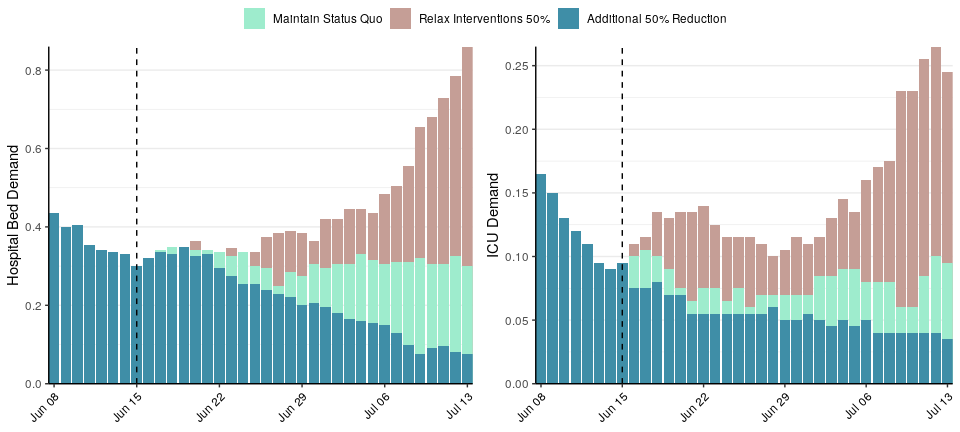 Maintain Status Quo Relax Interventions 50% Additional 50% Reduction
Hospital Bed Demand
0.8
0.6
0.4
0.2
0.0
Jun 08 Jun 15 Jun 22 Jun 29 Jul 06 Jul 13
ICU Demand
0.25
0.20
0.15
0.10
0.05
0.00
Jun 08 Jun 15 Jun 22 Jun 29 Jul 06 Jul 13